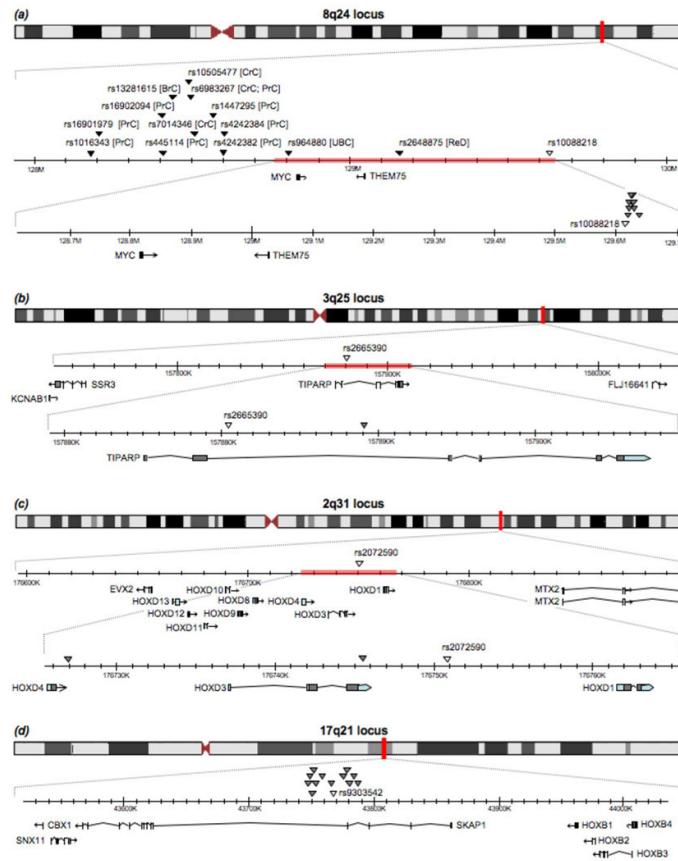 (a) 8q24 locus
rs10505477 [CrC]
rs13281615 [BrC] rs6983267 [CrC; PrC]
rs16902094 [PrC] rs1447295 [PrC]
rs16901979 [PrC] rs7014346 [CrC] rs4242384 [PrC]
rs1016343 [PrC] rs445114 [PrC] rs4242382 [PrC] rs964880 [UBC] rs2648875 [ReD] rs10088218
128M 129M 130M
MYC THEM75
rs10088218
128.7M 128.8M 128.9M 129M 129.1M 129.2M 129.3M 129.4M 129.5M 129.6M 129.7
MYC THEM75
(b) 3q25 locus
rs2665390
157800K 157900K 158000K
SSR3 TIPARP FLJ16641
KCNAB1
rs2665390
157880K 157880K 157890K 157900K
TIPARP
(c) 2q31 locus
rs2072590
176600K 176700K 176800K
EVX2 HOXD10 HOXD1 MTX2
HOXD13 HOXD8 HOXD4 MTX2
HOXD12 HOXD9 HOXD3
HOXD11
rs2072590
176730K 176740K 176750K 176760K
HOXD4 HOXD3 HOXD1
(d) 17q21 locus
rs9303542
43600K 43700K 43800K 43900K 44000K
CBX1 SKAP1 HOXB1 HOXB4
SNX11 HOXB2
HOXB3